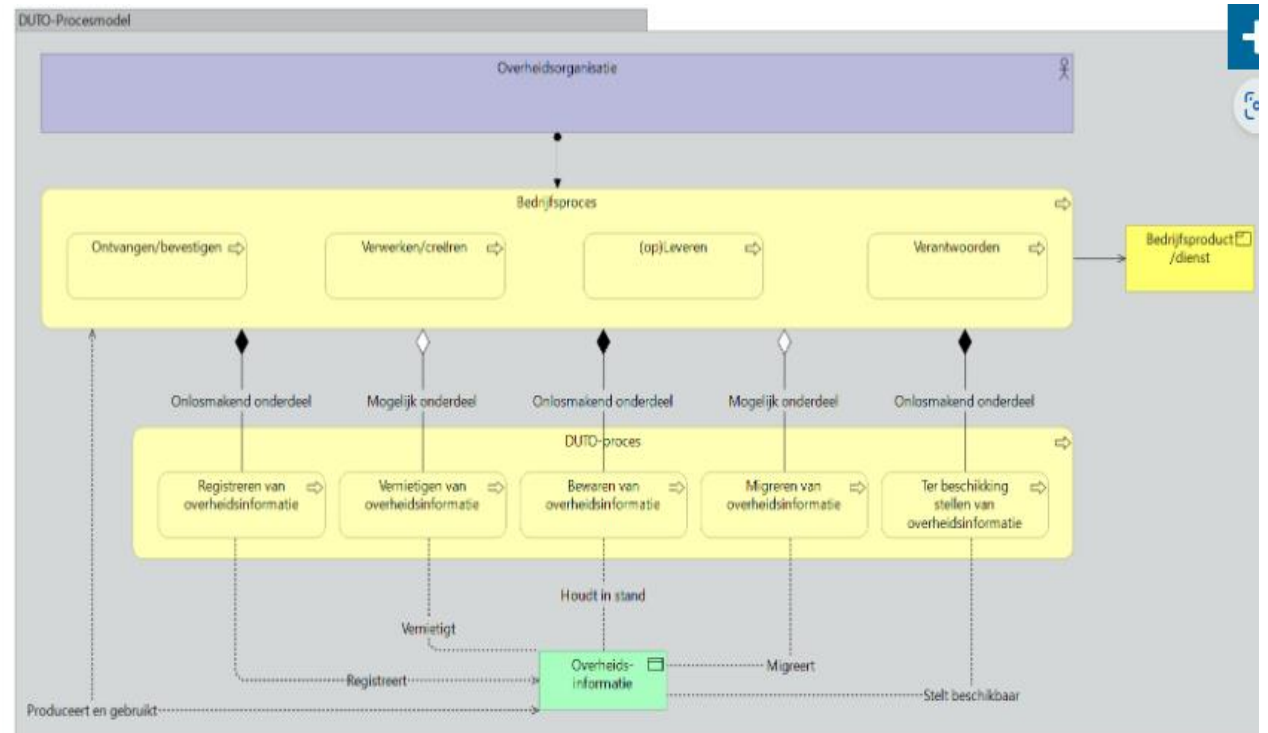 DUTO-Procesmodel
Overheidsorganisatie
Bedrijfsproces
Ontvangen/bevestigen
Verwerken/creëren
(op)Leveren
Verantwoorden
Bedrijfsproduct
/dienst
Onlosmakend onderdeel
Mogelijk onderdeel
Onlosmakend onderdeel
Mogelijk onderdeel
Onlosmakend onderdeel
DUTO-proces
Registreren van
overheidsinformatie
Vernietigen van
overheidsinformatie
Bewaren van
overheidsinformatie
Migreren van
overheidsinformatie
Ter beschikking
stellen van
overheidsinformatie
Houdt in stand
Vernietigt
Overheids-
informatie
Migreert
Registreert
Stelt beschikbaar
Produceert en gebruikt